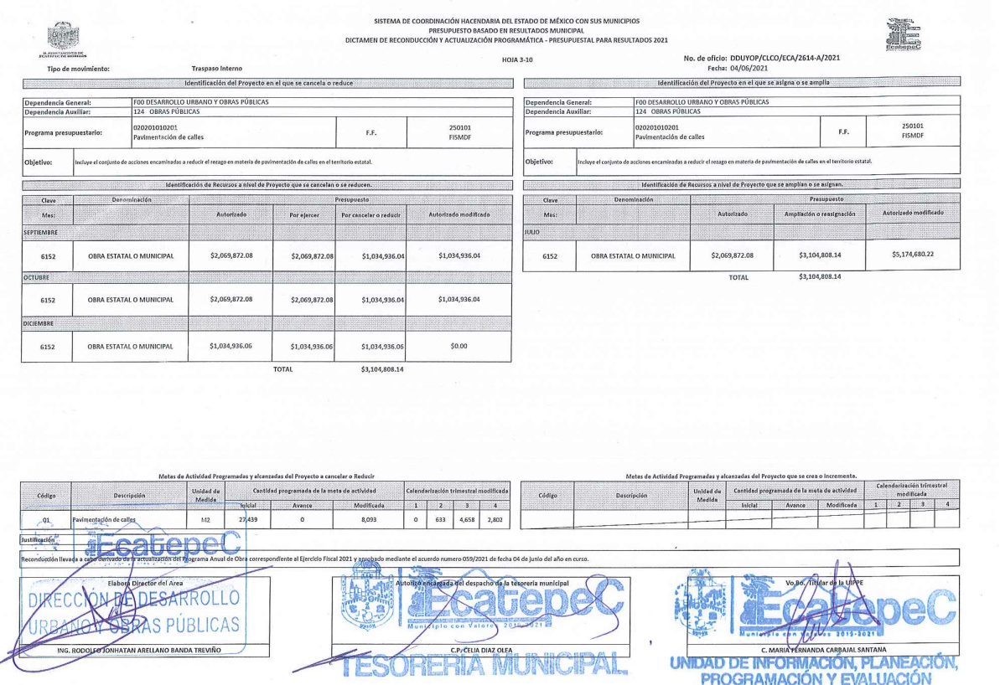 SISTEMA DE COORDINACIÓN HACENDARIA DEL ESTADO DE MÉXICO CON SUS MUNICIPIOS
PRESUPUESTO BASADO EN RESULTADOS MUNICIPAL
DICTAMEN DE RECONDUCCIÓN Y ACTUALIZACIÓN PROGRAMÁTICA - PRESUPUESTAL PARA RESULTADOS 2021
H. AYUNTAMIENTO DE
ECATEPEC DE MORELOS
EcatepeC
HOJA 3-10
No. de oficio: DDUYOP/CLCO/ECA/2614-A/2021
Fecha: 04/06/2021
Tipo de movimiento: Traspaso Interno
Identificación del Proyecto en el que se cancela o reduce
Dependencia General: F00 DESARROLLO URBANO Y OBRAS PÚBLICAS
Dependencia Auxiliar: 124 OBRAS PÚBLICAS
Programa presupuestario: 020201010201 Pavimentación de calles F.F. 250101 FISMDF
Objetivo: Incluye el conjunto de acciones encaminadas a reducir el rezago en materia de pavimentación de calles en el territorio estatal.
Identificación de Recursos a nivel de Proyecto que se cancelan o se reducen.
Clave Denominación Presupuesto
Mes: Autorizado Por ejercer Por cancelar o reducir Autorizado modificado
SEPTIEMBRE
6152 OBRA ESTATAL O MUNICIPAL $2,069,872.08 $2,069,872.08 $1,034,936.04 $1,034,936.04
OCTUBRE
6152 OBRA ESTATAL O MUNICIPAL $2,069,872.08 $2,069,872.08 $1,034,936.04 $1,034,936.04
DICIEMBRE
6152 OBRA ESTATAL O MUNICIPAL $1,034,936.06 $1,034,936.06 $1,034,936.06 $0.00
TOTAL $3,104,808.14
Identificación del Proyecto en el que se asigna o se amplia
Dependencia General: F00 DESARROLLO URBANO Y OBRAS PÚBLICAS
Dependencia Auxiliar: 124 OBRAS PÚBLICAS
Programa presupuestario: 020201010201 Pavimentación de calles F.F. 250101 FISMDF
Objetivo: Incluye el conjunto de acciones encaminadas a reducir el rezago en materia de pavimentación de calles en el territorio estatal.
Identificación de Recursos a nivel de Proyecto que se amplían o se asignan.
Clave Denominación Presupuesto
Mes: Autorizado Ampliación o reasignación Autorizado modificado
JULIO
6152 OBRA ESTATAL O MUNICIPAL $2,069,872.08 $3,104,808.14 $5,174,680.22
TOTAL $3,104,808.14
Metas de Actividad Programadas y alcanzadas del Proyecto a cancelar o Reducir
Código Descripción Unidad de Medida Cantidad programada de la meta de actividad Calendarización trimestral modificada
Inicial Avance Modificada 1 2 3 4
01 Pavimentación de calles M2 27,439 0 8,093 0 633 4,658 2,802
Metas de Actividad Programadas y alcanzadas del Proyecto que se crea o Incrementa.
Código Descripción Unidad de Medida Cantidad programada de la meta de actividad Calendarización trimestral modificada
Inicial Avance Modificada 1 2 3 4
Justificación
Reconducción llevada a cabo derivado de la actualización del Programa Anual de Obra correspondiente al Ejercicio Fiscal 2021 y aprobado mediante el acuerdo numero 059/2021 de fecha 04 de junio del año en curso.
EcatepeC
Elaboró Director del Area
DIRECCIÓN DE DESARROLLO
URBANO Y OBRAS PÚBLICAS
ING. RODOLFO JONHATAN ARELLANO BANDA TREVIÑO
Autorizó encargada del despacho de la tesorería municipal
EcatepeC
Municipio con Valores 2019-2021
C.P. CELIA DIAZ OLEA
TESORERÍA MUNICIPAL
Vo.Bo. Titular de la UIPPE
EcatepeC
Municipio con Valores 2019-2021
C. MARIA FERNANDA CARBAJAL SANTANA
UNIDAD DE INFORMACIÓN, PLANEACIÓN,
PROGRAMACIÓN Y EVALUACIÓN